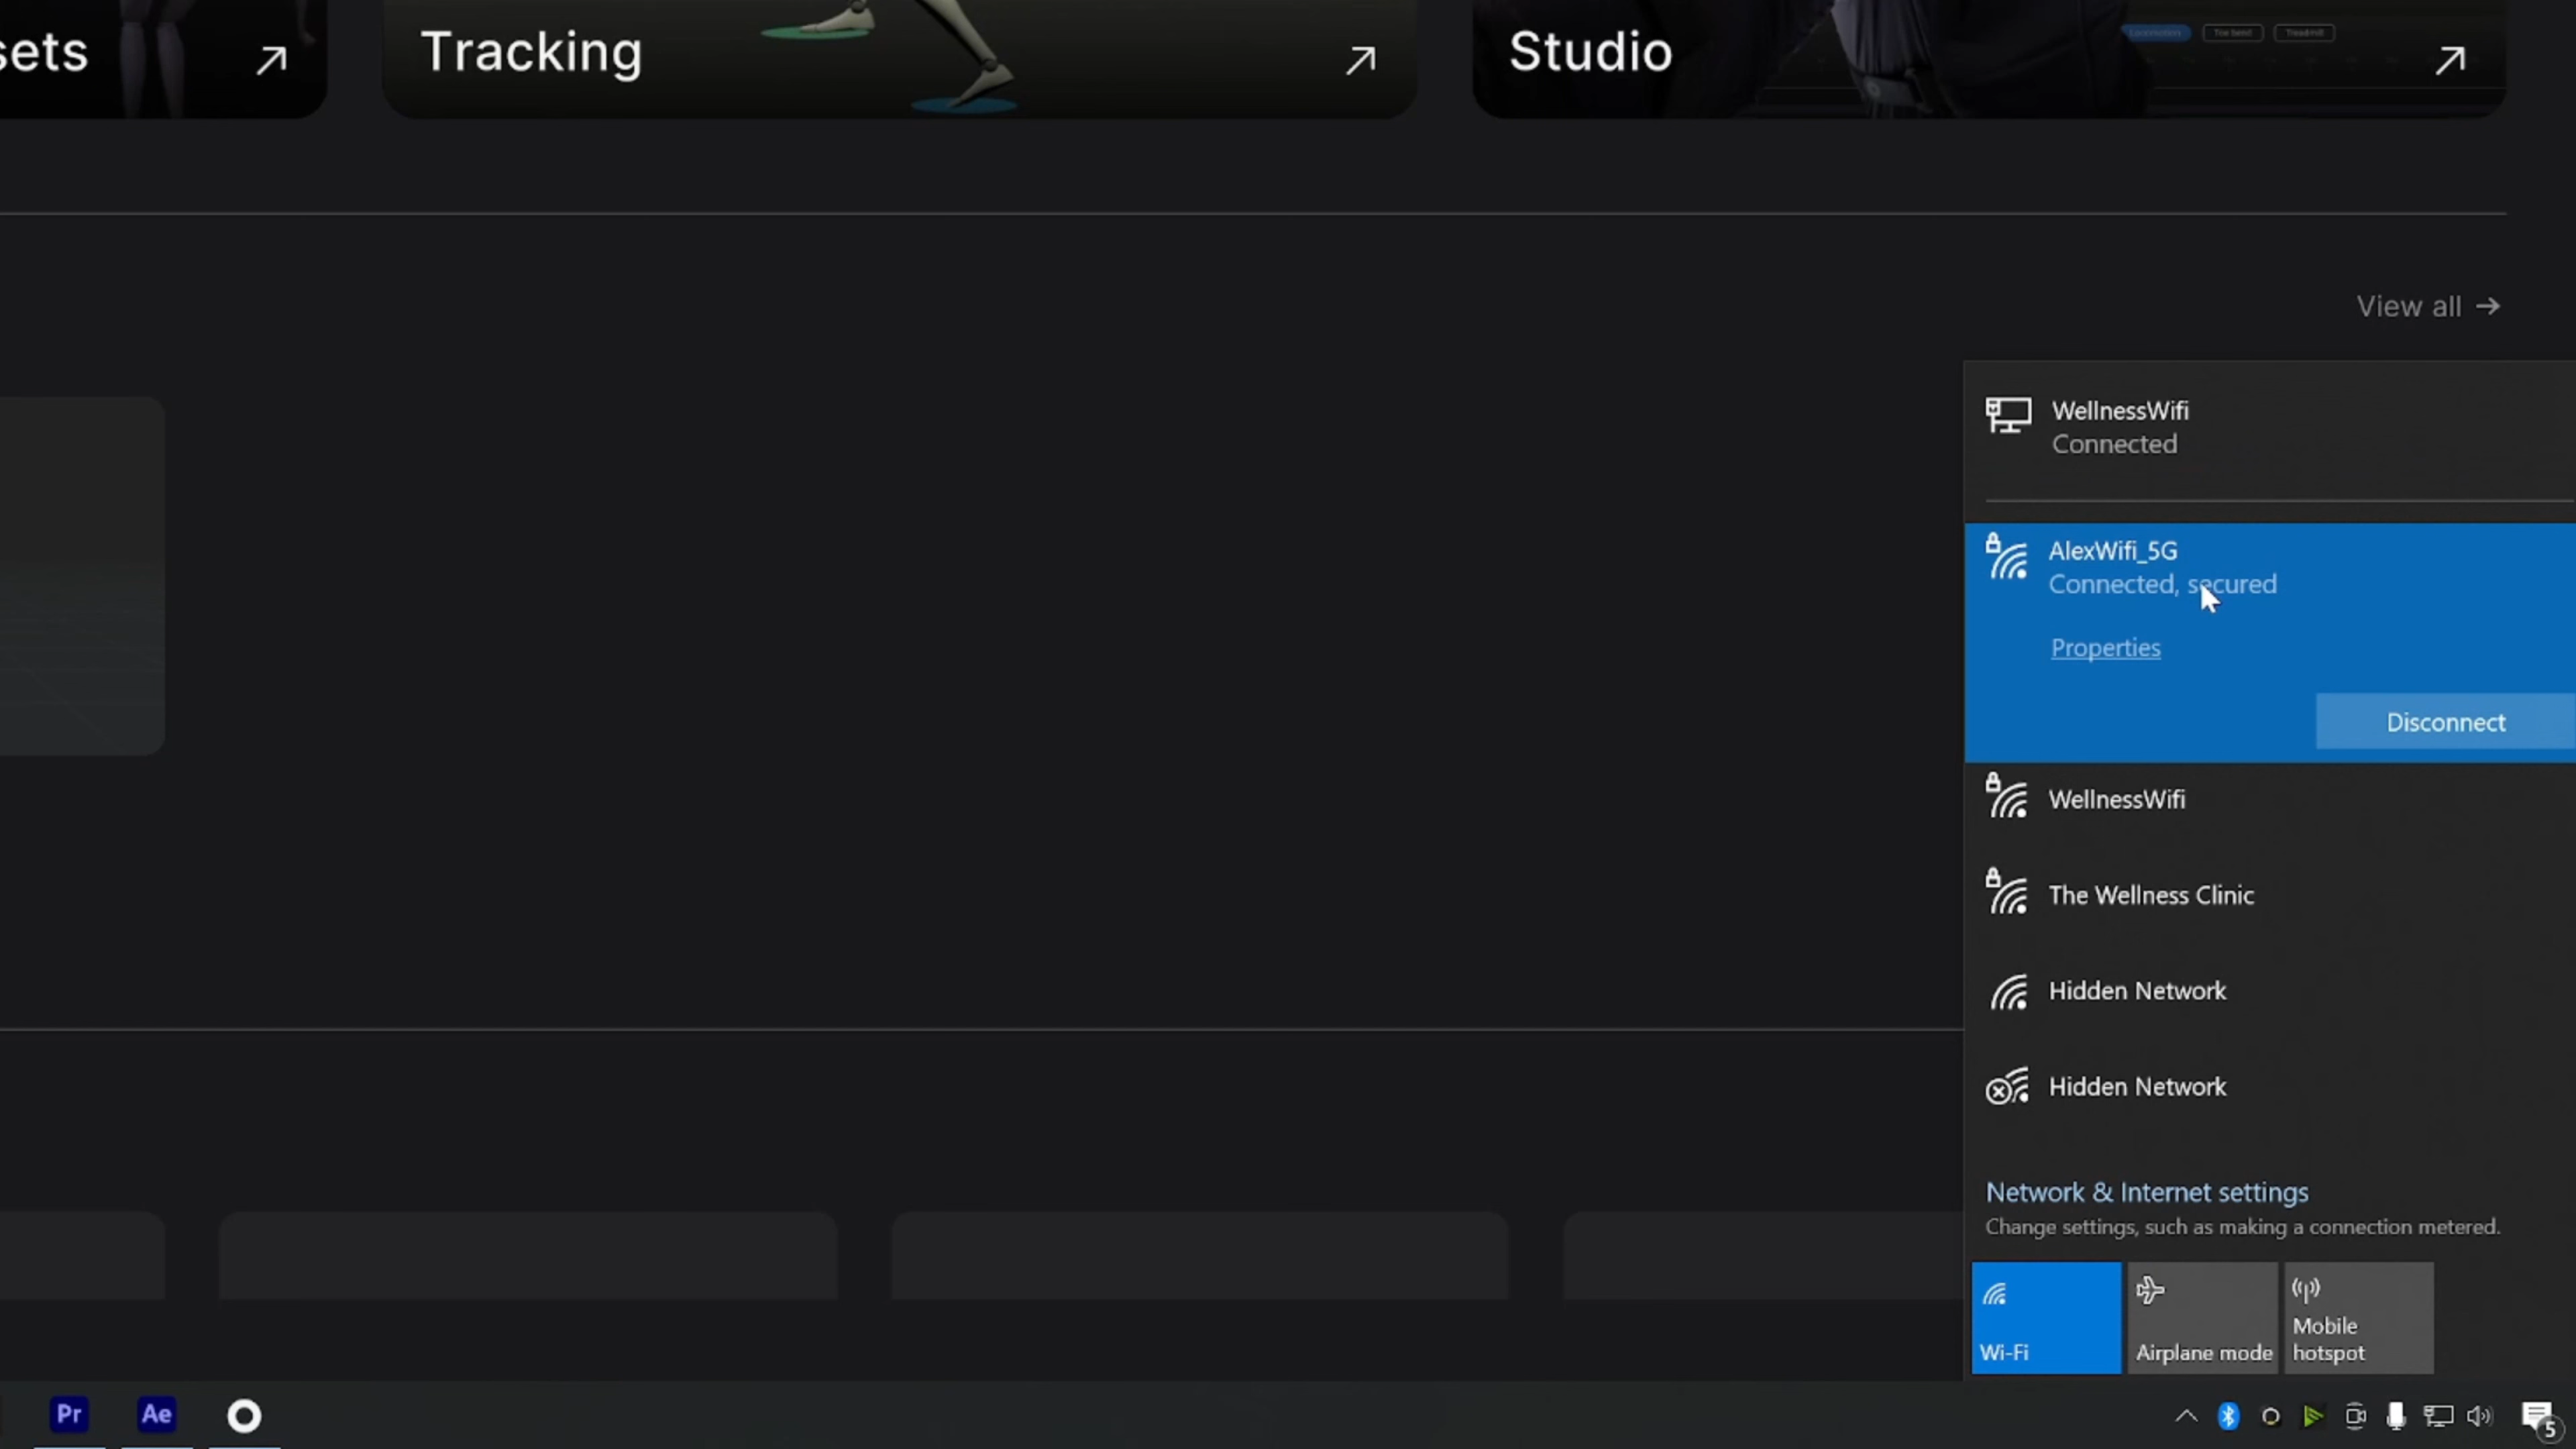 sets
Tracking
Studio
View all
WellnessWifi
Connected
AlexWifi_5G
Connected, secured
Properties
Disconnect
WellnessWifi
The Wellness Clinic
Hidden Network
Hidden Network
Network & Internet settings
Change settings, such as making a connection metered.
Wi-Fi
Airplane mode
Mobile
hotspot
Pr
Ae
5